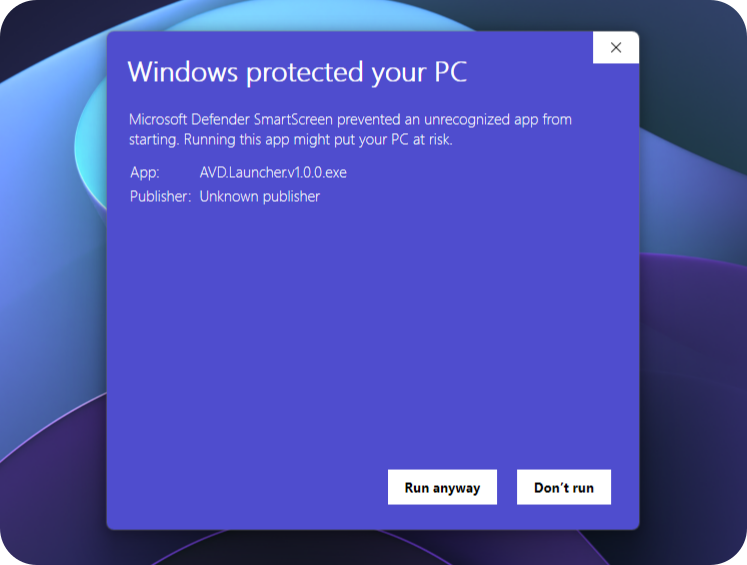 Windows protected your PC
Microsoft Defender SmartScreen prevented an unrecognized app from
starting. Running this app might put your PC at risk.
App: AVD.Launcher.v1.0.0.exe
Publisher: Unknown publisher
Run anyway Don't run